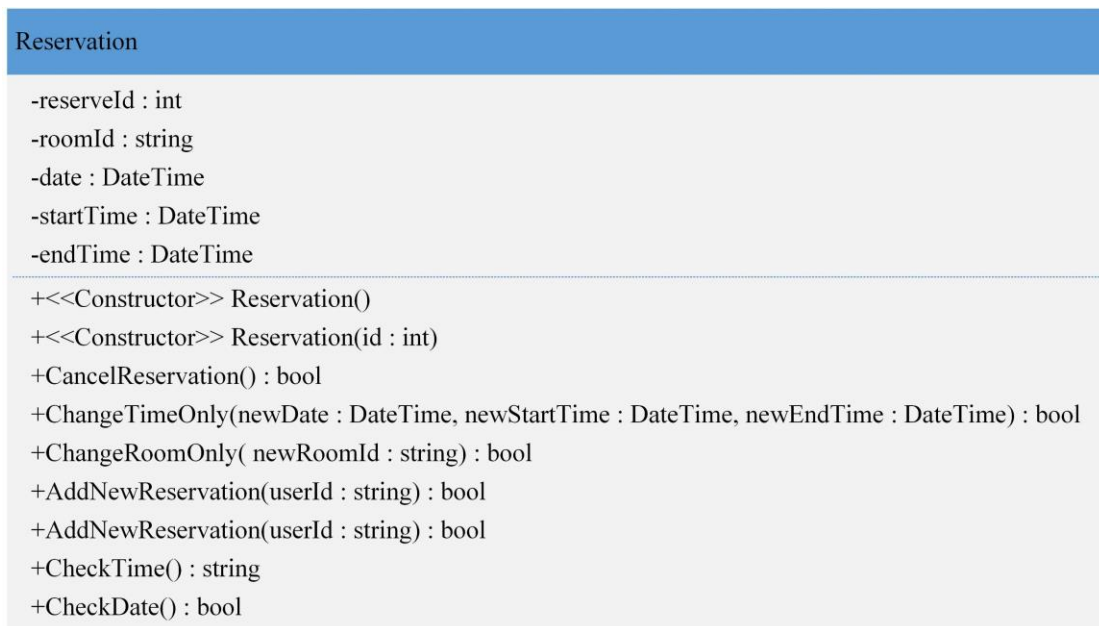 Reservation
-reserveId : int
-roomId : string
-date : DateTime
-startTime : DateTime
-endTime : DateTime
+<<Constructor>> Reservation()
+<<Constructor>> Reservation(id : int)
+CancelReservation() : bool
+ChangeTimeOnly(newDate : DateTime, newStartTime : DateTime, newEndTime : DateTime) : bool
+ChangeRoomOnly( newRoomId : string) : bool
+AddNewReservation(userId : string) : bool
+AddNewReservation(userId : string) : bool
+CheckTime() : string
+CheckDate() : bool